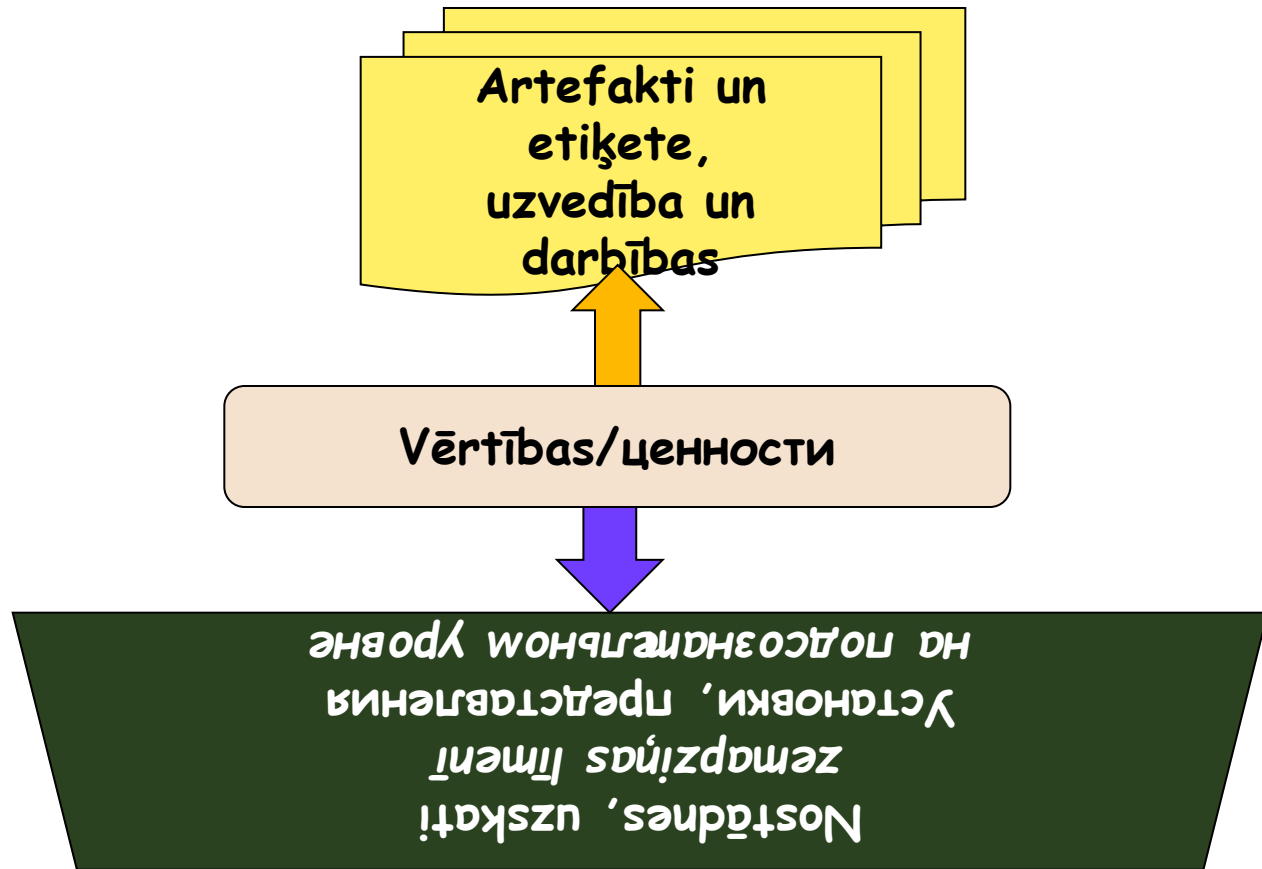 Artefakti un
etiķete,
uzvedība un
darbības
Vērtības/ценности
Nostādnes, uzskati
zemapziņas līmenī
Установки, представления
на подсознательном уровне